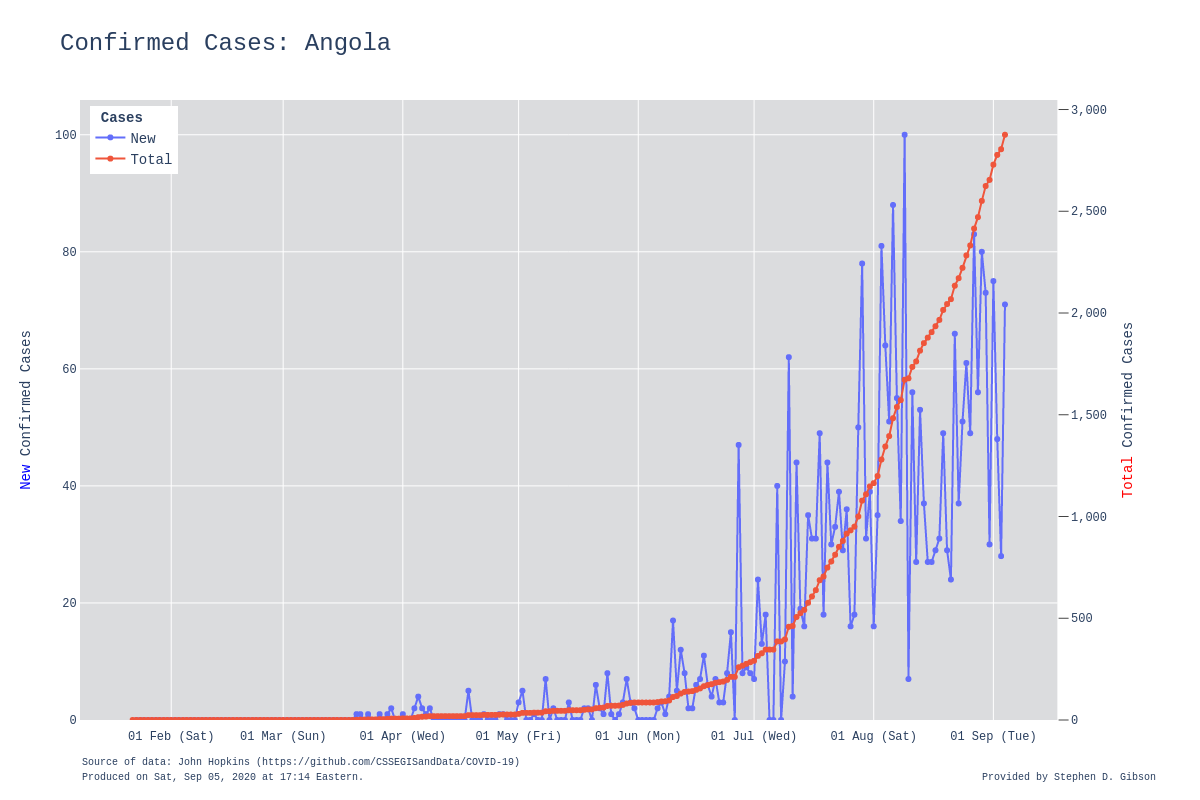 Confirmed Cases: Angola
Cases
New
Total
100
80
60
40
20
0
3,000
2,500
2,000
1,500
1,000
500
0
New Confirmed Cases
Total Confirmed Cases
01 Feb (Sat)
01 Mar (Sun)
01 Apr (Wed)
01 May (Fri)
01 Jun (Mon)
01 Jul (Wed)
01 Aug (Sat)
01 Sep (Tue)
Source of data: John Hopkins (https://github.com/CSSEGISandData/COVID-19)
Produced on Sat, Sep 05, 2020 at 17:14 Eastern.
Provided by Stephen D. Gibson